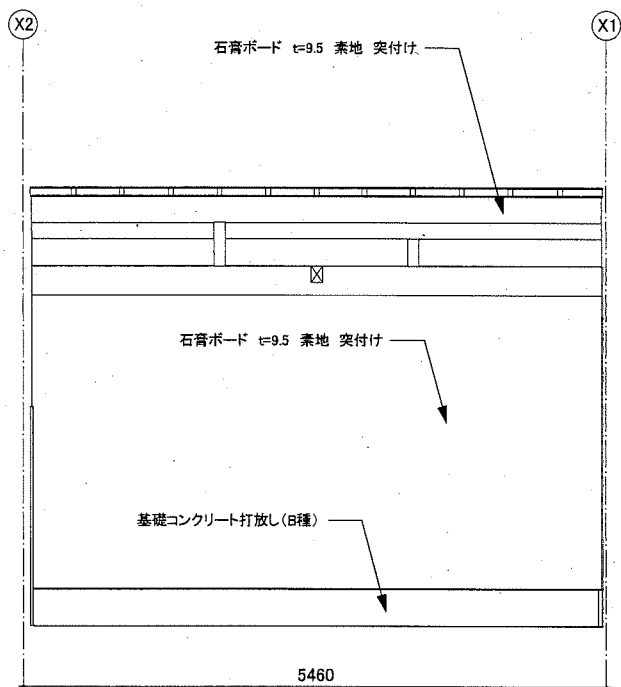 X2
X1
石膏ボード t=9.5 素地 突付け
石膏ボード t=9.5 素地 突付け
基礎コンクリート打放し(B種)
5460